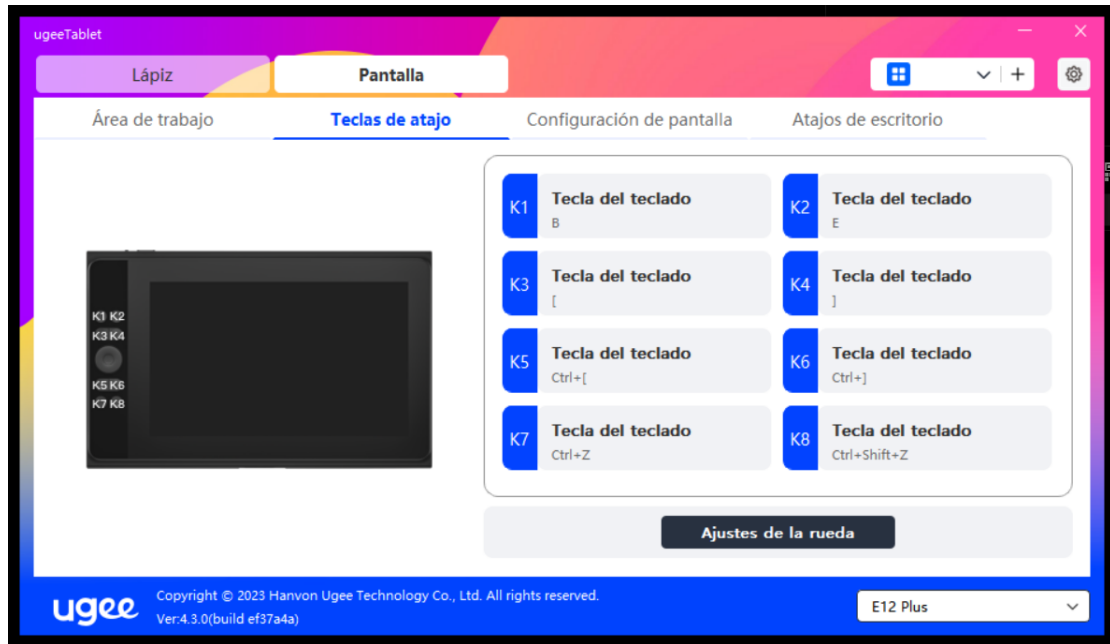 ugeeTablet
Lápiz
Pantalla
Área de trabajo
Teclas de atajo
Configuración de pantalla
Atajos de escritorio
K1 K2
K3 K4
K5 K6
K7 K8
K1
Tecla del teclado
B
K2
Tecla del teclado
E
K3
Tecla del teclado
[
K4
Tecla del teclado
]
K5
Tecla del teclado
Ctrl+[
K6
Tecla del teclado
Ctrl+]
K7
Tecla del teclado
Ctrl+Z
K8
Tecla del teclado
Ctrl+Shift+Z
Ajustes de la rueda
ugee
Copyright © 2023 Hanvon Ugee Technology Co., Ltd. All rights reserved.
Ver:4.3.0(build ef37a4a)
E12 Plus